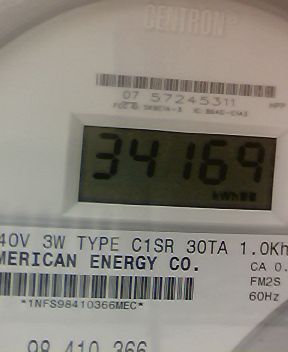 CENTRON®
07 57245311
MPP
34169
kWh
40V 3W TYPE C1SR 30TA 1.0Kh
MERICAN ENERGY CO.
CA 0.
FM2S
60Hz
*1NFS98410366MEC*
98 410 366